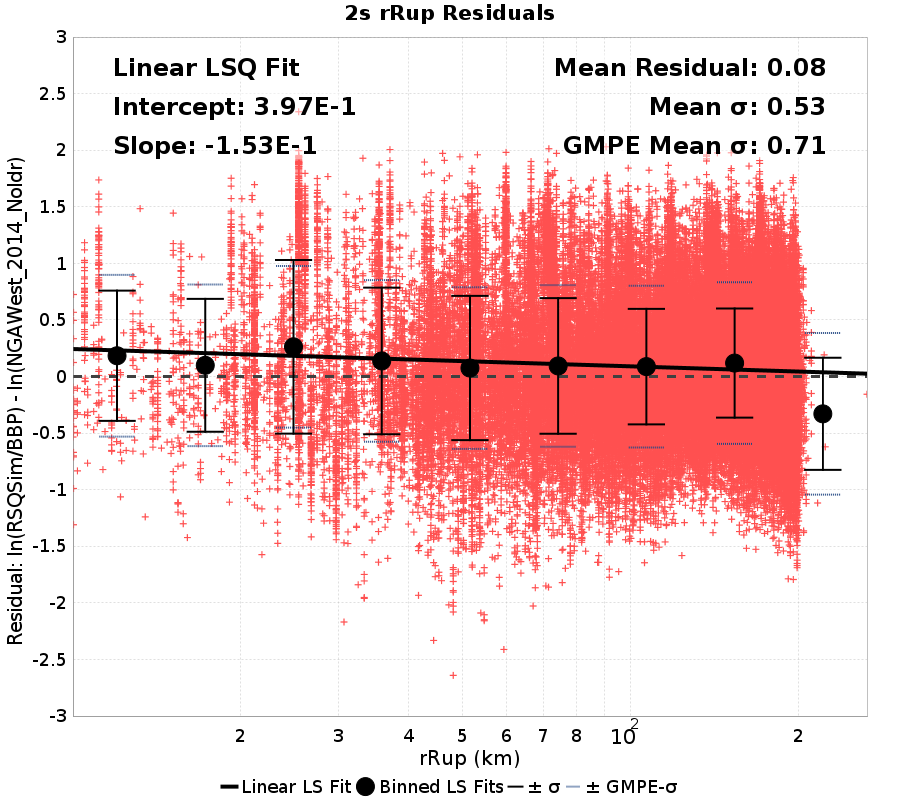 2s rRup Residuals
Linear LSQ Fit
Intercept: 3.97E-1
Slope: -1.53E-1
Mean Residual: 0.08
Mean σ: 0.53
GMPE Mean σ: 0.71
Residual: ln(RSQSim/BBP) - ln(NGAWest_2014_NoIdr)
3
2.5
2
1.5
1
0.5
0
-0.5
-1
-1.5
-2
-2.5
-3
2 3 4 5 6 7 8 10² 2
rRup (km)
Linear LS Fit Binned LS Fits ± σ ± GMPE-σ